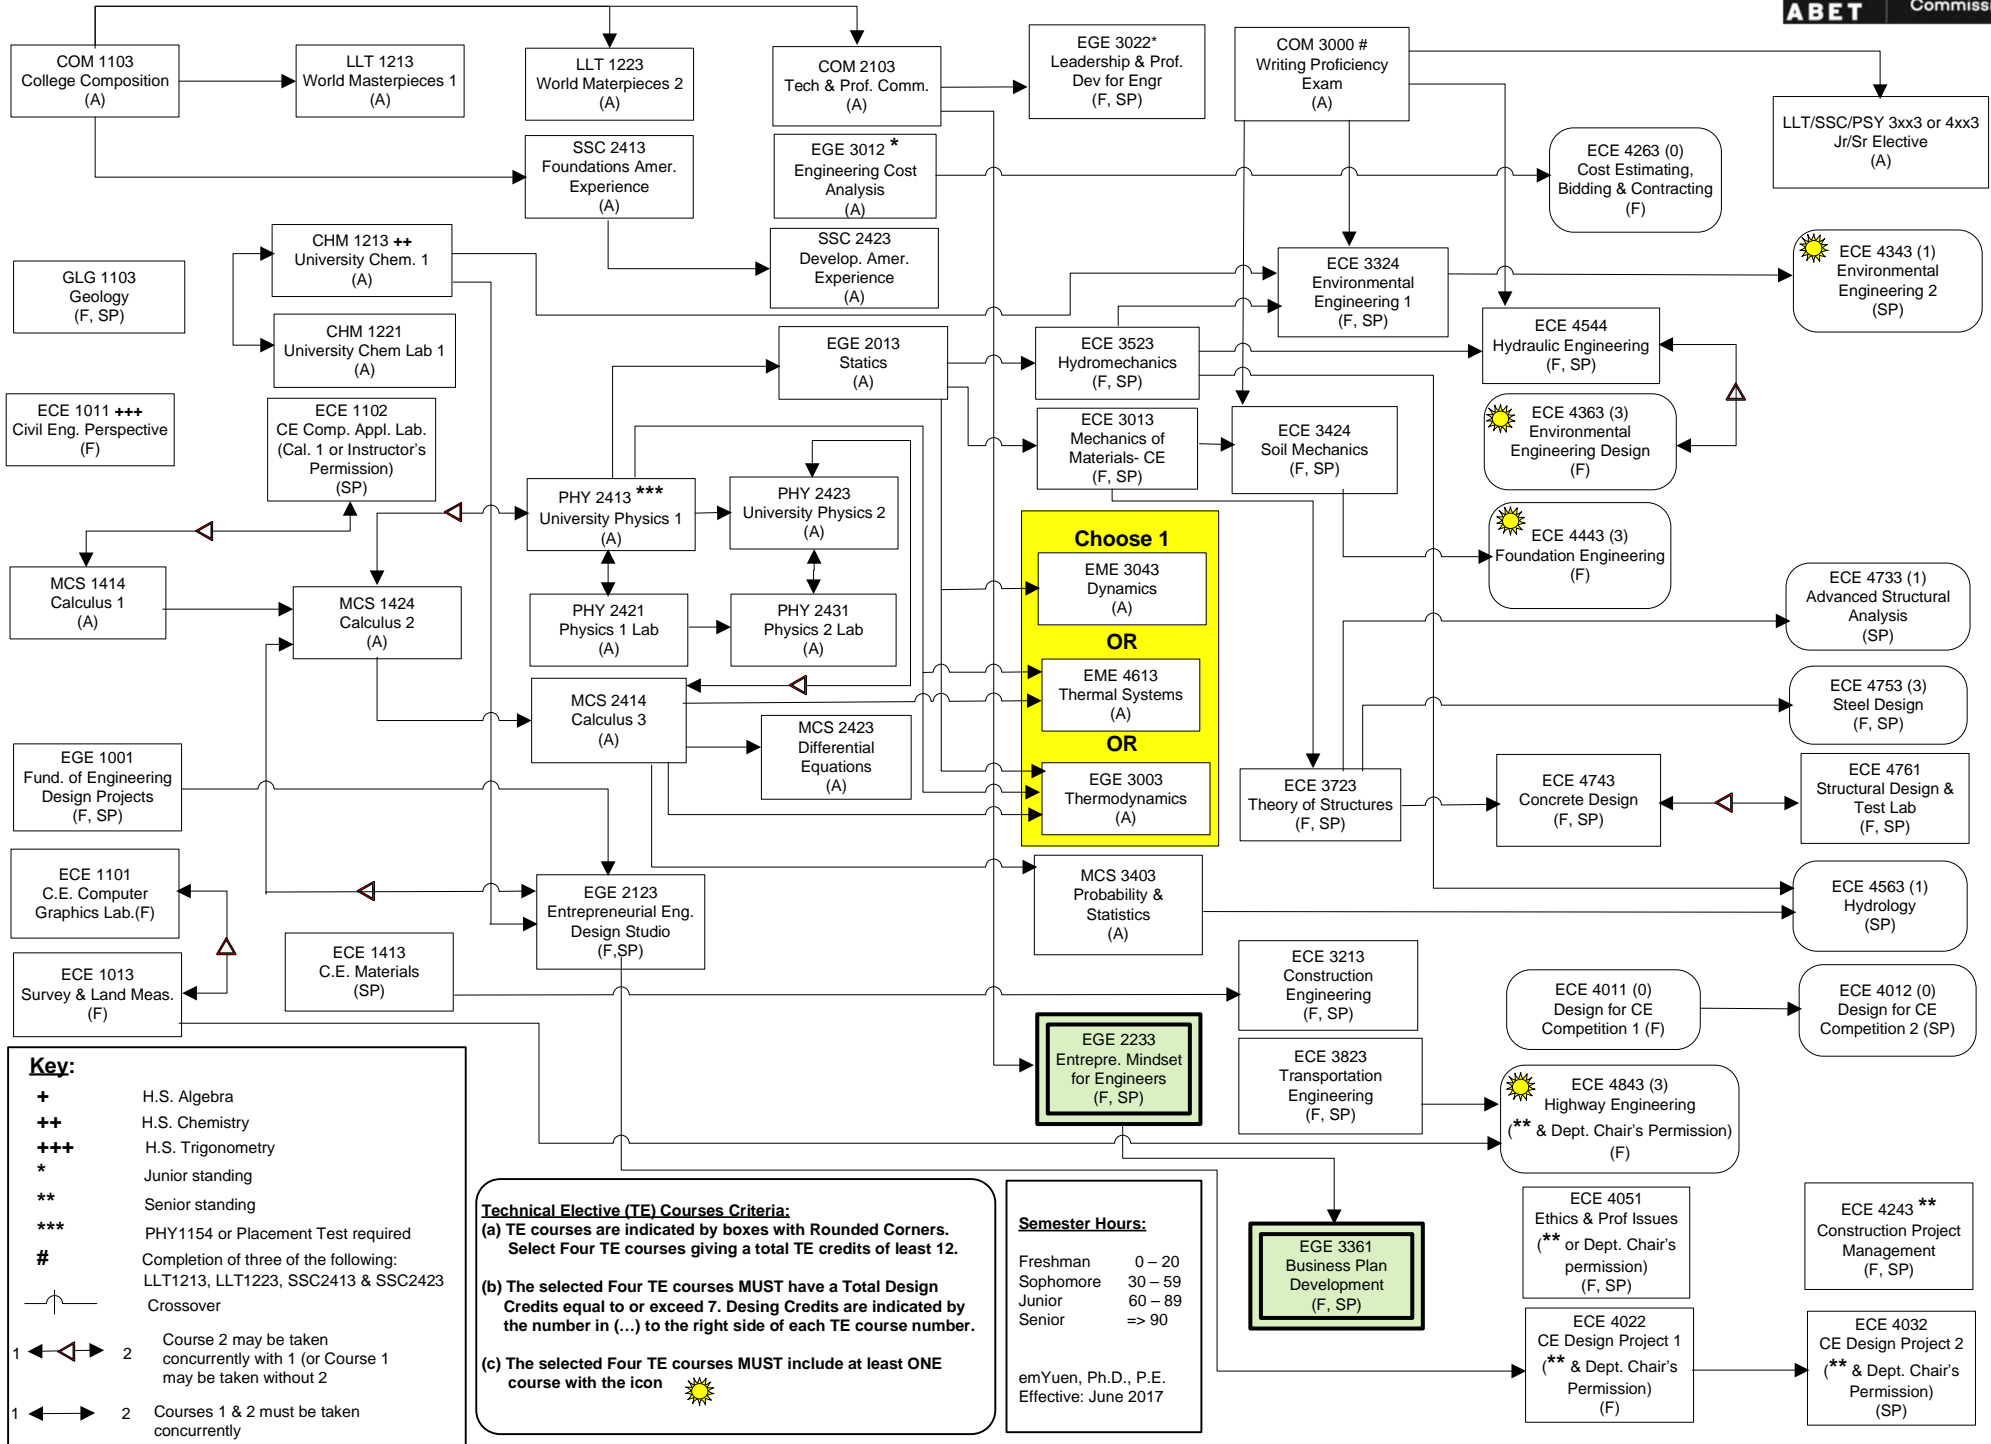 ABET
Commiss
COM 1103
College Composition
(A)
LLT 1213
World Masterpieces 1
(A)
LLT 1223
World Materpieces 2
(A)
COM 2103
Tech & Prof. Comm.
(A)
EGE 3022*
Leadership & Prof.
Dev for Engr
(F, SP)
COM 3000 #
Writing Proficiency
Exam
(A)
LLT/SSC/PSY 3xx3 or 4xx3
Jr/Sr Elective
(A)
SSC 2413
Foundations Amer.
Experience
(A)
EGE 3012 *
Engineering Cost
Analysis
(A)
ECE 4263 (0)
Cost Estimating,
Bidding & Contracting
(F)
CHM 1213 ++
University Chem. 1
(A)
SSC 2423
Develop. Amer.
Experience
(A)
ECE 3324
Environmental
Engineering 1
(F, SP)
ECE 4343 (1)
Environmental
Engineering 2
(SP)
GLG 1103
Geology
(F, SP)
CHM 1221
University Chem Lab 1
(A)
EGE 2013
Statics
(A)
ECE 3523
Hydromechanics
(F, SP)
ECE 4544
Hydraulic Engineering
(F, SP)
ECE 1011 +++
Civil Eng. Perspective
(F)
ECE 1102
CE Comp. Appl. Lab.
(Cal. 1 or Instructor's
Permission)
(SP)
ECE 3013
Mechanics of
Materials- CE
(F, SP)
ECE 3424
Soil Mechanics
(F, SP)
ECE 4363 (3)
Environmental
Engineering Design
(F)
PHY 2413 ***
University Physics 1
(A)
PHY 2423
University Physics 2
(A)
ECE 4443 (3)
Foundation Engineering
(F)
Choose 1
EME 3043
Dynamics
(A)
OR
EME 4613
Thermal Systems
(A)
OR
EGE 3003
Thermodynamics
(A)
MCS 1414
Calculus 1
(A)
MCS 1424
Calculus 2
(A)
PHY 2421
Physics 1 Lab
(A)
PHY 2431
Physics 2 Lab
(A)
ECE 4733 (1)
Advanced Structural
Analysis
(SP)
MCS 2414
Calculus 3
(A)
MCS 2423
Differential
Equations
(A)
ECE 4753 (3)
Steel Design
(F, SP)
EGE 1001
Fund. of Engineering
Design Projects
(F, SP)
ECE 3723
Theory of Structures
(F, SP)
ECE 4743
Concrete Design
(F, SP)
ECE 4761
Structural Design &
Test Lab
(F, SP)
ECE 1101
C.E. Computer
Graphics Lab.(F)
EGE 2123
Entrepreneurial Eng.
Design Studio
(F,SP)
MCS 3403
Probability &
Statistics
(A)
ECE 4563 (1)
Hydrology
(SP)
ECE 1013
Survey & Land Meas.
(F)
ECE 1413
C.E. Materials
(SP)
ECE 3213
Construction
Engineering
(F, SP)
ECE 4011 (0)
Design for CE
Competition 1 (F)
ECE 4012 (0)
Design for CE
Competition 2 (SP)
EGE 2233
Entrepre. Mindset
for Engineers
(F, SP)
ECE 3823
Transportation
Engineering
(F, SP)
ECE 4843 (3)
Highway Engineering
(** & Dept. Chair's Permission)
(F)
Key:
+ H.S. Algebra
++ H.S. Chemistry
+++ H.S. Trigonometry
* Junior standing
** Senior standing
*** PHY1154 or Placement Test required
# Completion of three of the following:
LLT1213, LLT1223, SSC2413 & SSC2423
Crossover
1 2 Course 2 may be taken
concurrently with 1 (or Course 1
may be taken without 2
1 2 Courses 1 & 2 must be taken
concurrently
Technical Elective (TE) Courses Criteria:
(a) TE courses are indicated by boxes with Rounded Corners.
Select Four TE courses giving a total TE credits of least 12.
(b) The selected Four TE courses MUST have a Total Design
Credits equal to or exceed 7. Desing Credits are indicated by
the number in (...) to the right side of each TE course number.
(c) The selected Four TE courses MUST include at least ONE
course with the icon
Semester Hours:
Freshman 0 – 20
Sophomore 30 – 59
Junior 60 – 89
Senior => 90
emYuen, Ph.D., P.E.
Effective: June 2017
EGE 3361
Business Plan
Development
(F, SP)
ECE 4051
Ethics & Prof Issues
(** or Dept. Chair's
permission)
(F, SP)
ECE 4243 **
Construction Project
Management
(F, SP)
ECE 4022
CE Design Project 1
(** & Dept. Chair's
Permission)
(F)
ECE 4032
CE Design Project 2
(** & Dept. Chair's
Permission)
(SP)